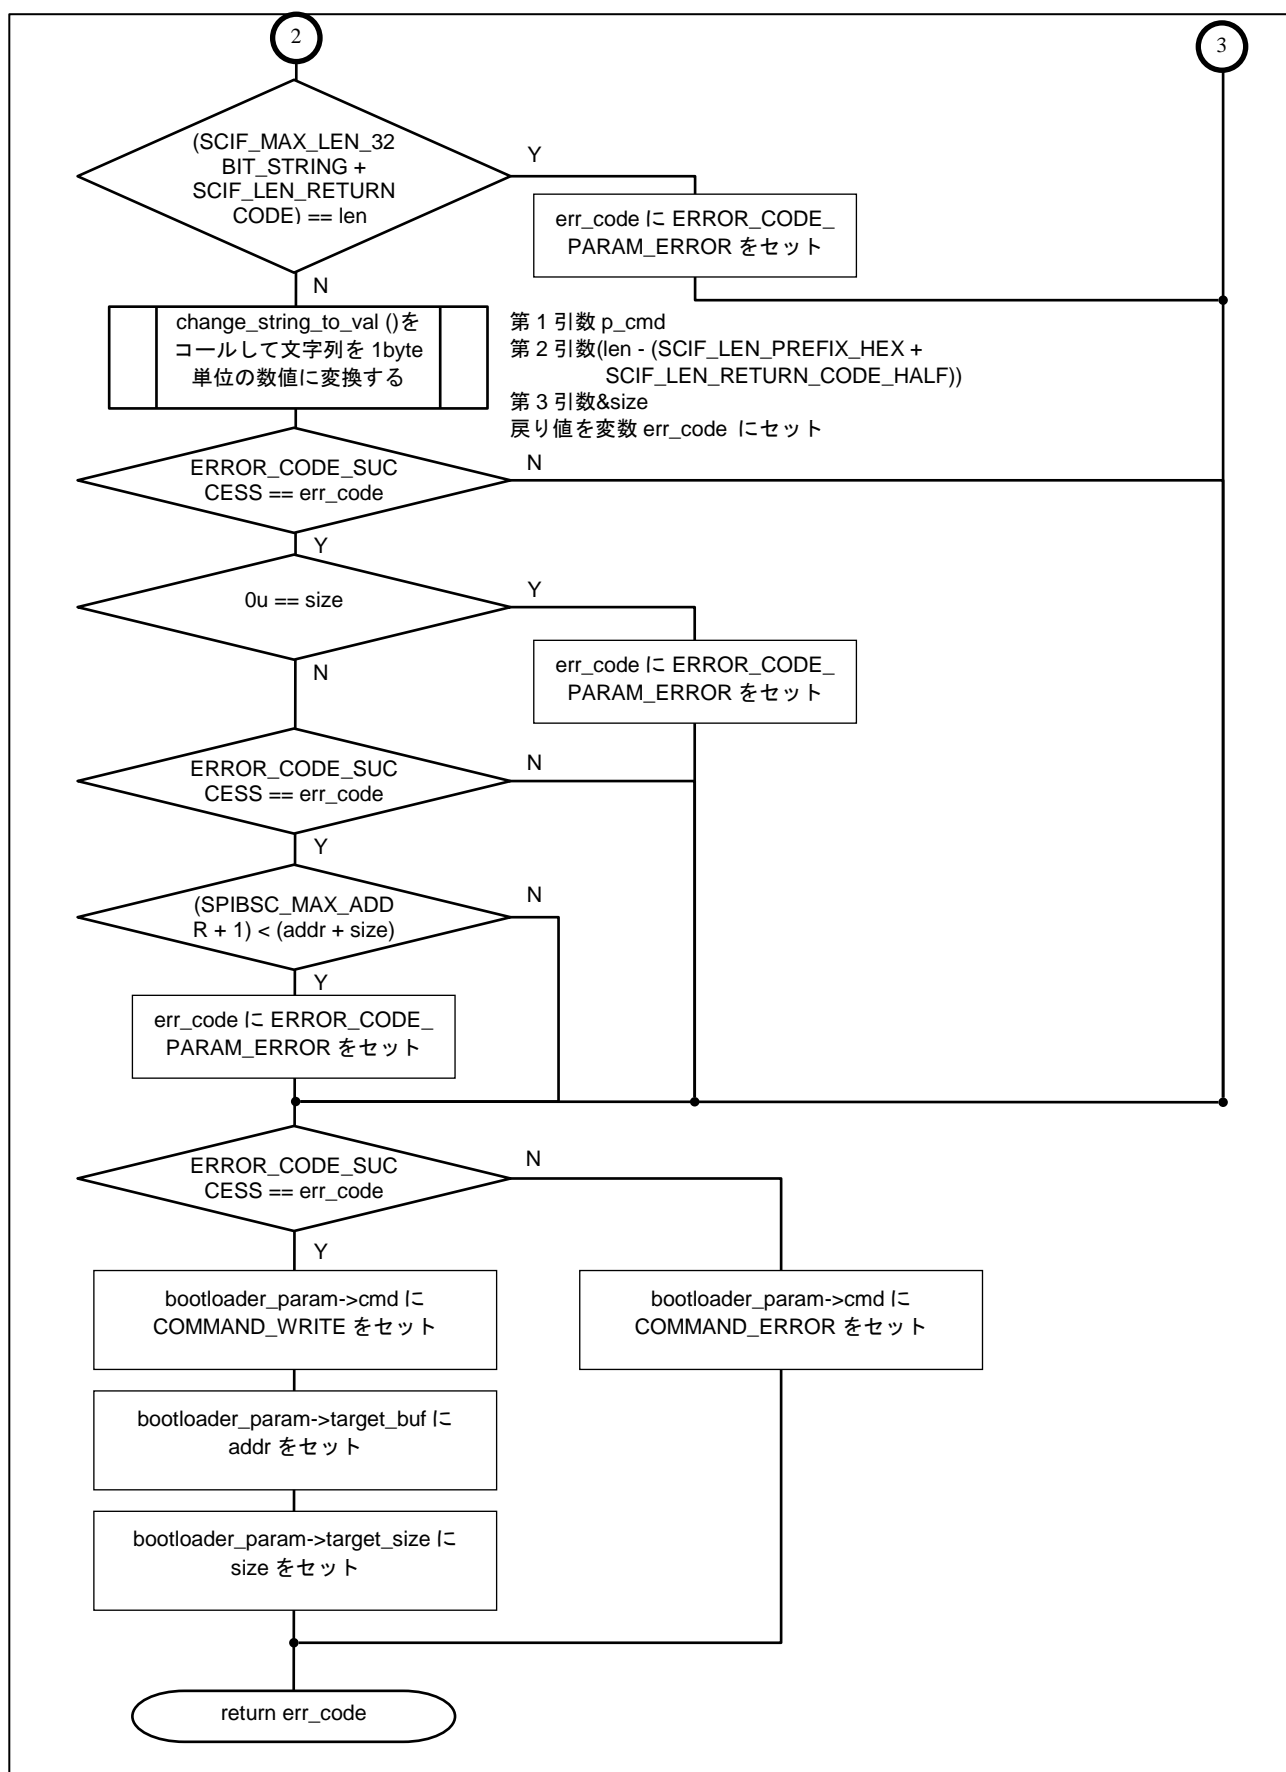 2
3
(SCIF_MAX_LEN_32
BIT_STRING +
SCIF_LEN_RETURN
CODE) == len
Y
err_code に ERROR_CODE_
PARAM_ERROR をセット
N
change_string_to_val ()を
コールして文字列を 1byte
単位の数値に変換する
第 1 引数 p_cmd
第 2 引数(len - (SCIF_LEN_PREFIX_HEX +
SCIF_LEN_RETURN_CODE_HALF))
第 3 引数&size
戻り値を変数 err_code にセット
ERROR_CODE_SUC
CESS == err_code
N
Y
0u == size
Y
err_code に ERROR_CODE_
PARAM_ERROR をセット
N
ERROR_CODE_SUC
CESS == err_code
N
Y
(SPIBSC_MAX_ADD
R + 1) < (addr + size)
N
Y
err_code に ERROR_CODE_
PARAM_ERROR をセット
ERROR_CODE_SUC
CESS == err_code
N
Y
bootloader_param->cmd に
COMMAND_WRITE をセット
bootloader_param->cmd に
COMMAND_ERROR をセット
bootloader_param->target_buf に
addr をセット
bootloader_param->target_size に
size をセット
return err_code